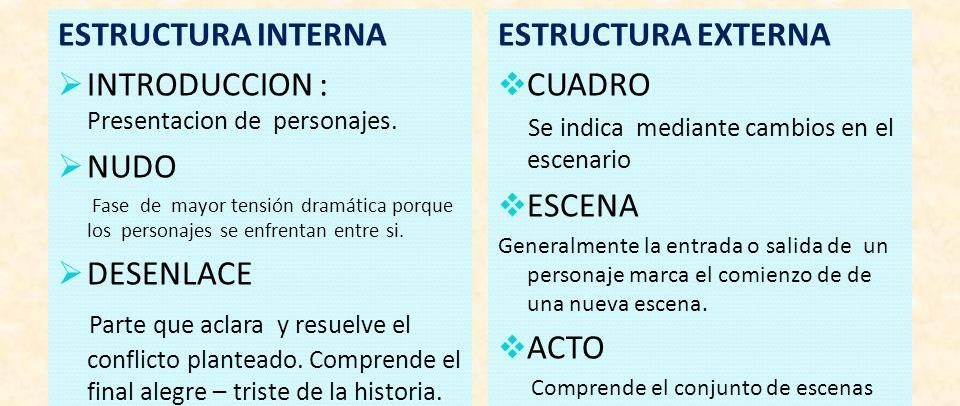 ESTRUCTURA INTERNA
INTRODUCCION :
Presentacion de personajes.
NUDO
Fase de mayor tensión dramática porque
los personajes se enfrentan entre si.
DESENLACE
Parte que aclara y resuelve el
conflicto planteado. Comprende el
final alegre – triste de la historia.
ESTRUCTURA EXTERNA
CUADRO
Se indica mediante cambios en el
escenario
ESCENA
Generalmente la entrada o salida de un
personaje marca el comienzo de de
una nueva escena.
ACTO
Comprende el conjunto de escenas